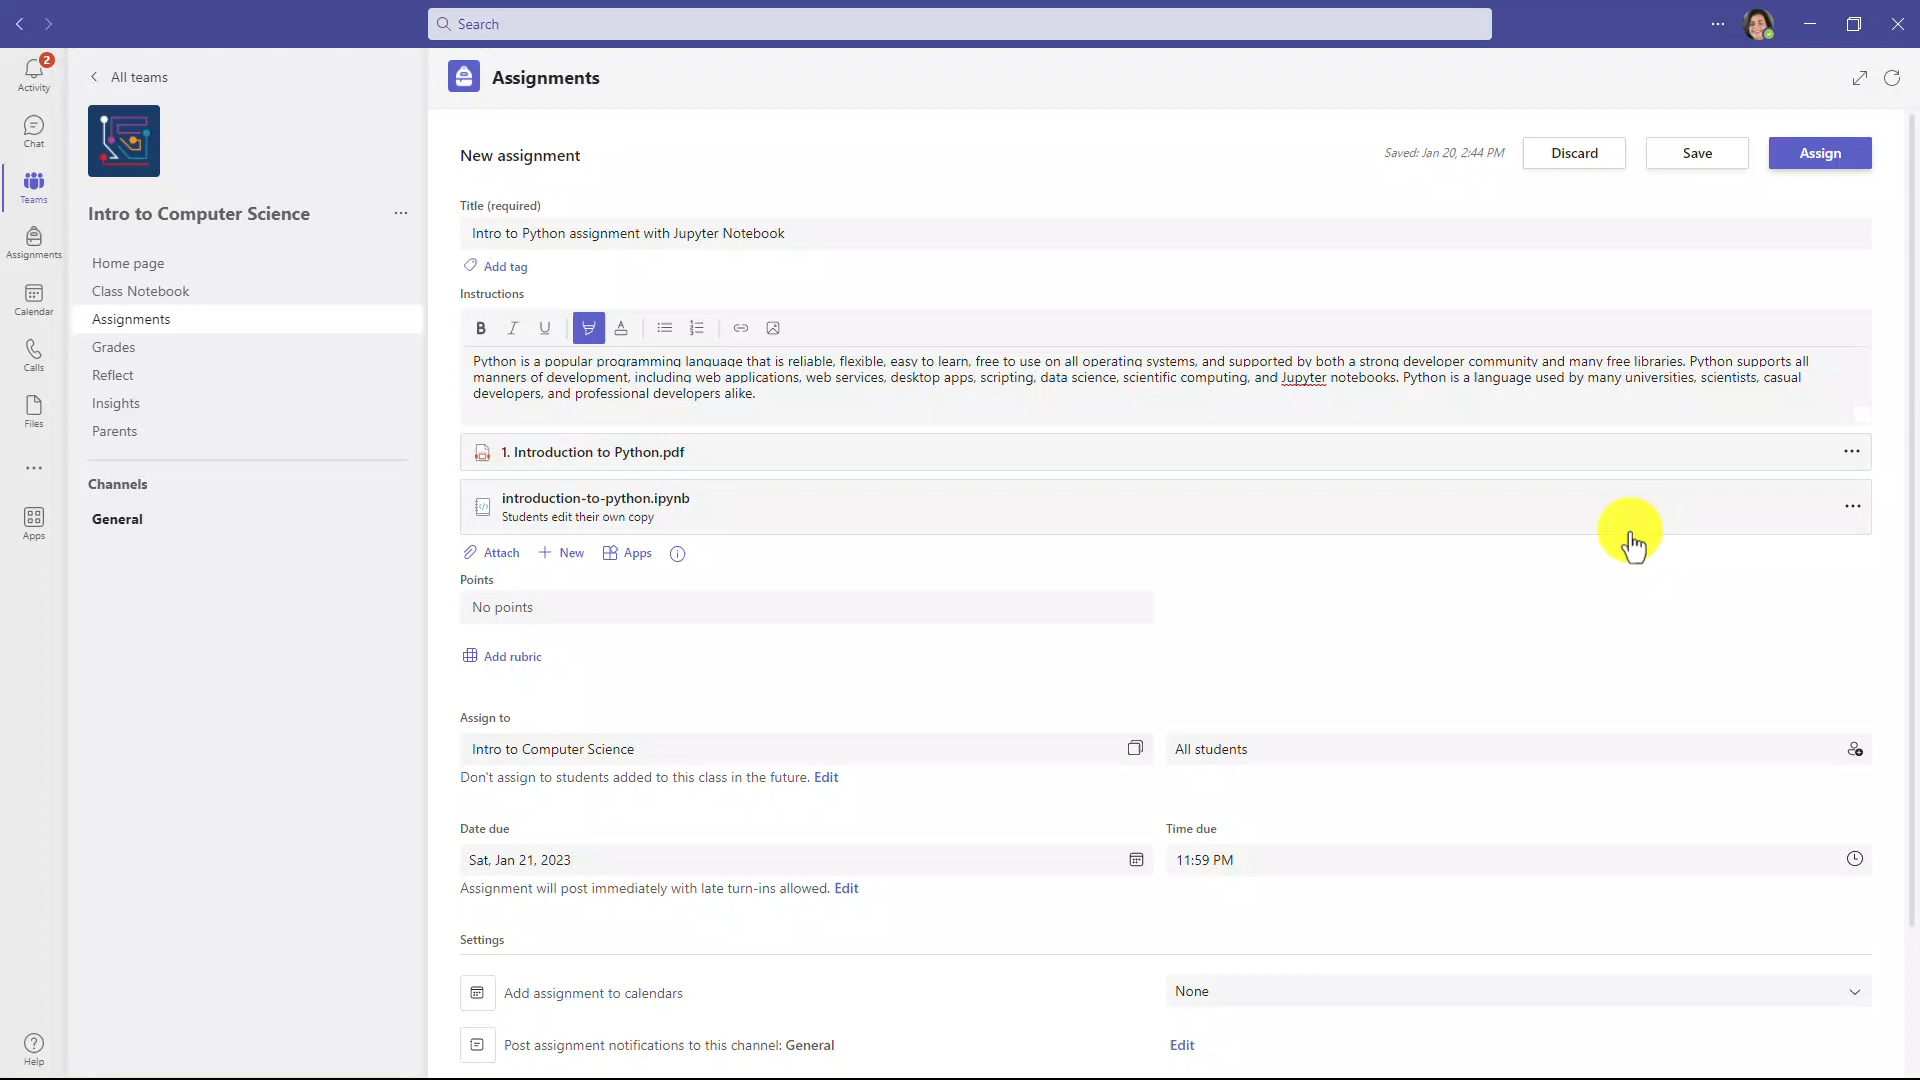 Search
2
Activity
Chat
Teams
Assignments
Calendar
Calls
Files
Apps
Help
All teams
Intro to Computer Science
Home page
Class Notebook
Assignments
Grades
Reflect
Insights
Parents
Channels
General
Assignments
New assignment
Saved: Jan 20, 2:44 PM
Discard
Save
Assign
Title (required)
Intro to Python assignment with Jupyter Notebook
Add tag
Instructions
B I U
Python is a popular programming language that is reliable, flexible, easy to learn, free to use on all operating systems, and supported by both a strong developer community and many free libraries. Python supports all
manners of development, including web applications, web services, desktop apps, scripting, data science, scientific computing, and Jupyter notebooks. Python is a language used by many universities, scientists, casual
developers, and professional developers alike.
1. Introduction to Python.pdf
introduction-to-python.ipynb
Students edit their own copy
Attach
New
Apps
Points
No points
Add rubric
Assign to
Intro to Computer Science
All students
Don't assign to students added to this class in the future. Edit
Date due
Time due
Sat, Jan 21, 2023
11:59 PM
Assignment will post immediately with late turn-ins allowed. Edit
Settings
Add assignment to calendars
None
Post assignment notifications to this channel: General
Edit